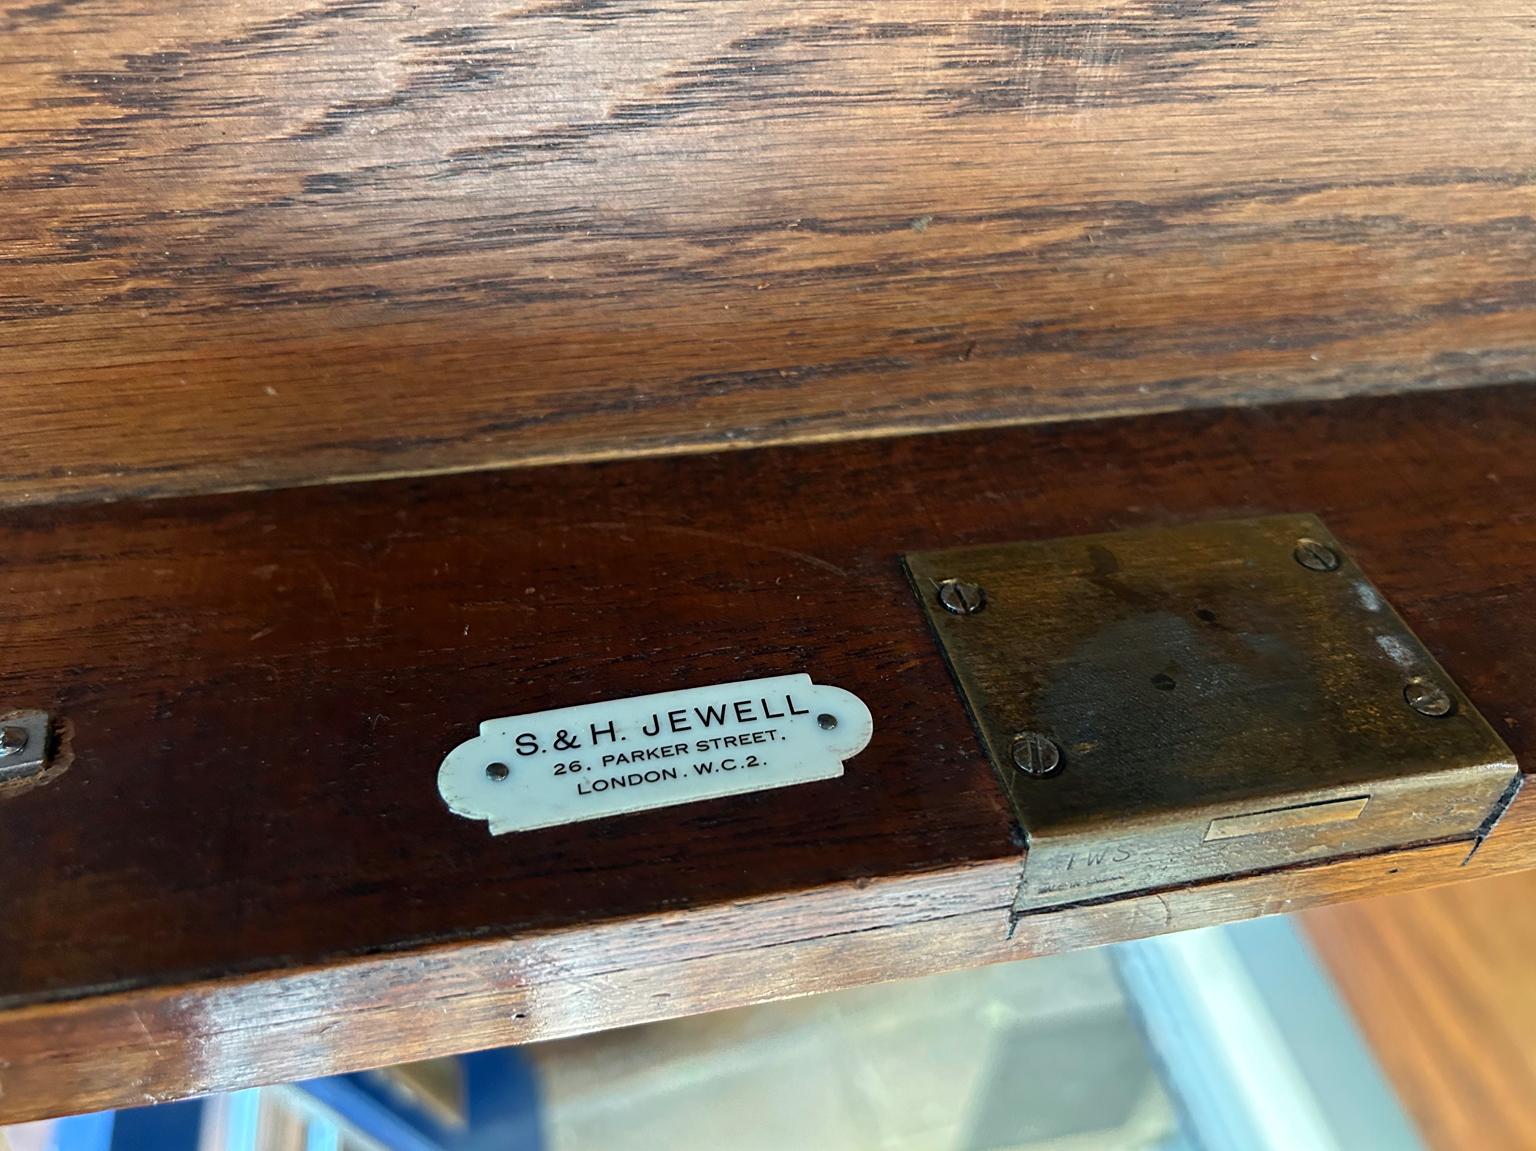 S. & H. JEWELL
26. PARKER STREET.
LONDON. W.C.2.
TWS